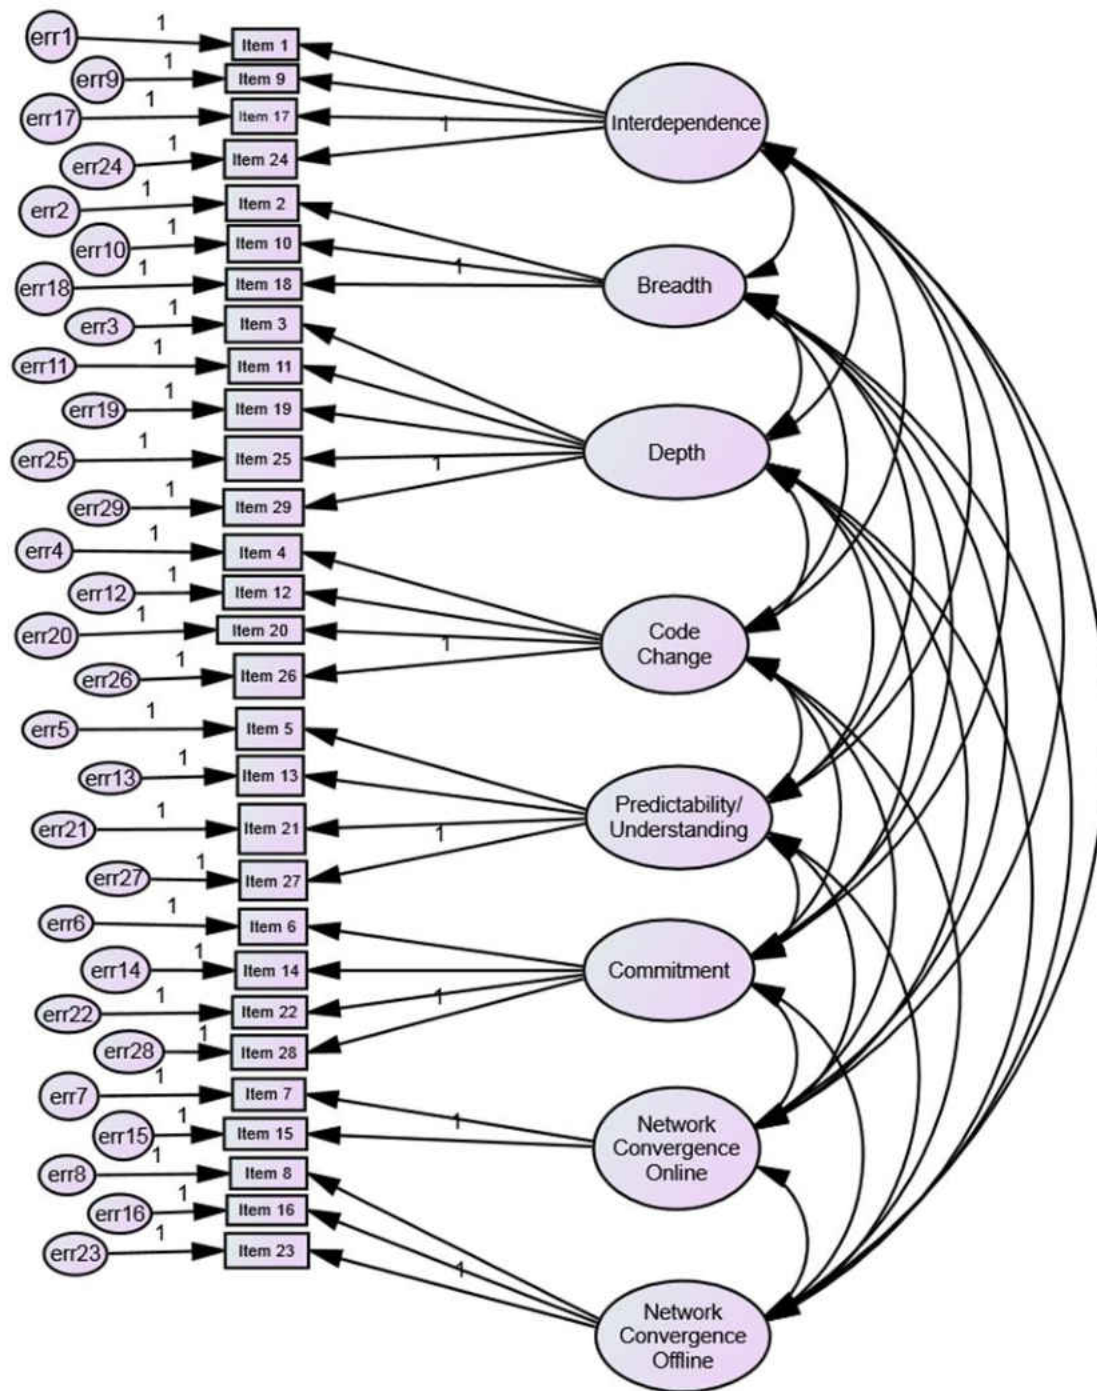 err1 1 Item 1
err9 1 Item 9
err17 1 Item 17
err24 1 Item 24
1
Interdependence
err2 1 Item 2
err10 1 Item 10
err18 1 Item 18
1
Breadth
err3 1 Item 3
err11 1 Item 11
err19 1 Item 19
err25 1 Item 25
err29 1 Item 29
1
Depth
err4 1 Item 4
err12 1 Item 12
err20 1 Item 20
err26 1 Item 26
1
Code
Change
err5 1 Item 5
err13 1 Item 13
err21 1 Item 21
err27 1 Item 27
1
Predictability/
Understanding
err6 1 Item 6
err14 1 Item 14
err22 1 Item 22
err28 1 Item 28
1
Commitment
err7 1 Item 7
err15 1 Item 15
1
Network
Convergence
Online
err8 1 Item 8
err16 1 Item 16
err23 1 Item 23
1
Network
Convergence
Offline